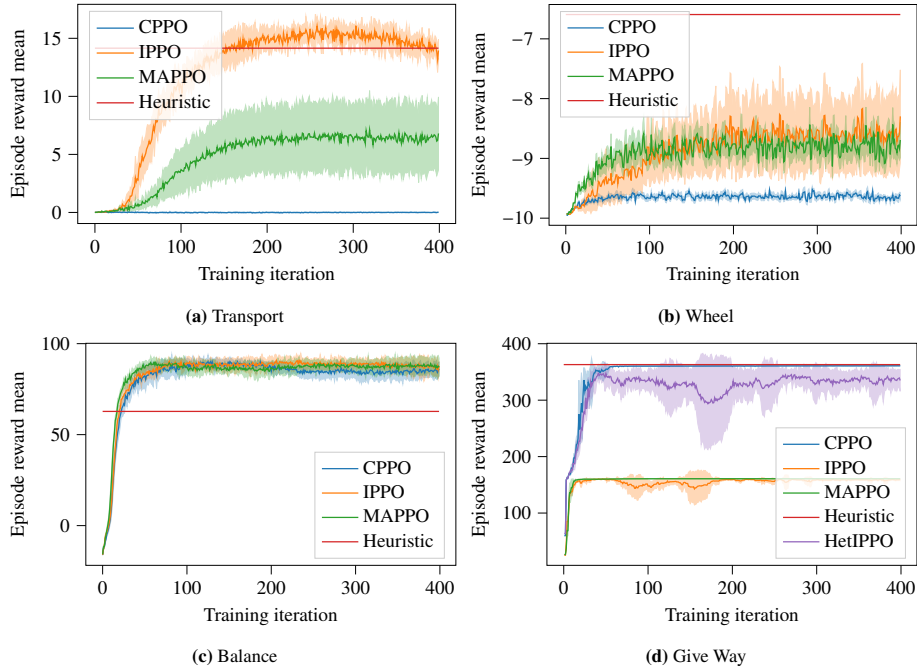 Episode reward mean
15
10
5
0
CPPO
IPPO
MAPPO
Heuristic
0 100 200 300 400
Training iteration
(a) Transport
Episode reward mean
−7
−8
−9
−10
CPPO
IPPO
MAPPO
Heuristic
0 100 200 300 400
Training iteration
(b) Wheel
Episode reward mean
100
50
0
CPPO
IPPO
MAPPO
Heuristic
0 100 200 300 400
Training iteration
(c) Balance
Episode reward mean
400
300
200
100
CPPO
IPPO
MAPPO
Heuristic
HetIPPO
0 100 200 300 400
Training iteration
(d) Give Way